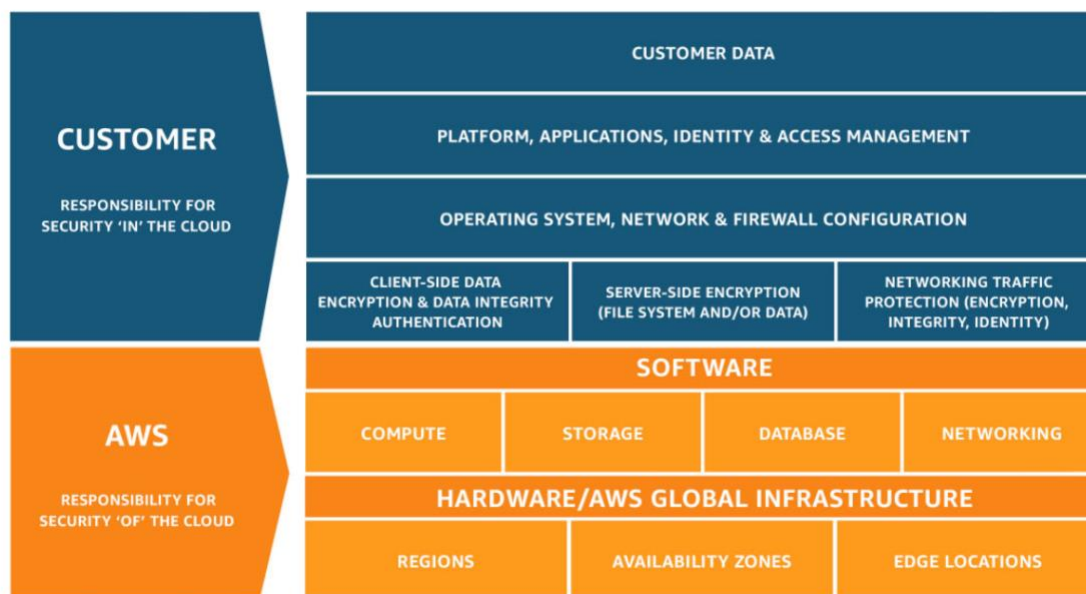 CUSTOMER
RESPONSIBILITY FOR
SECURITY ‘IN’ THE CLOUD
CUSTOMER DATA
PLATFORM, APPLICATIONS, IDENTITY & ACCESS MANAGEMENT
OPERATING SYSTEM, NETWORK & FIREWALL CONFIGURATION
CLIENT-SIDE DATA
ENCRYPTION & DATA INTEGRITY
AUTHENTICATION
SERVER-SIDE ENCRYPTION
(FILE SYSTEM AND/OR DATA)
NETWORKING TRAFFIC
PROTECTION (ENCRYPTION,
INTEGRITY, IDENTITY)
AWS
RESPONSIBILITY FOR
SECURITY ‘OF’ THE CLOUD
SOFTWARE
COMPUTE
STORAGE
DATABASE
NETWORKING
HARDWARE/AWS GLOBAL INFRASTRUCTURE
REGIONS
AVAILABILITY ZONES
EDGE LOCATIONS